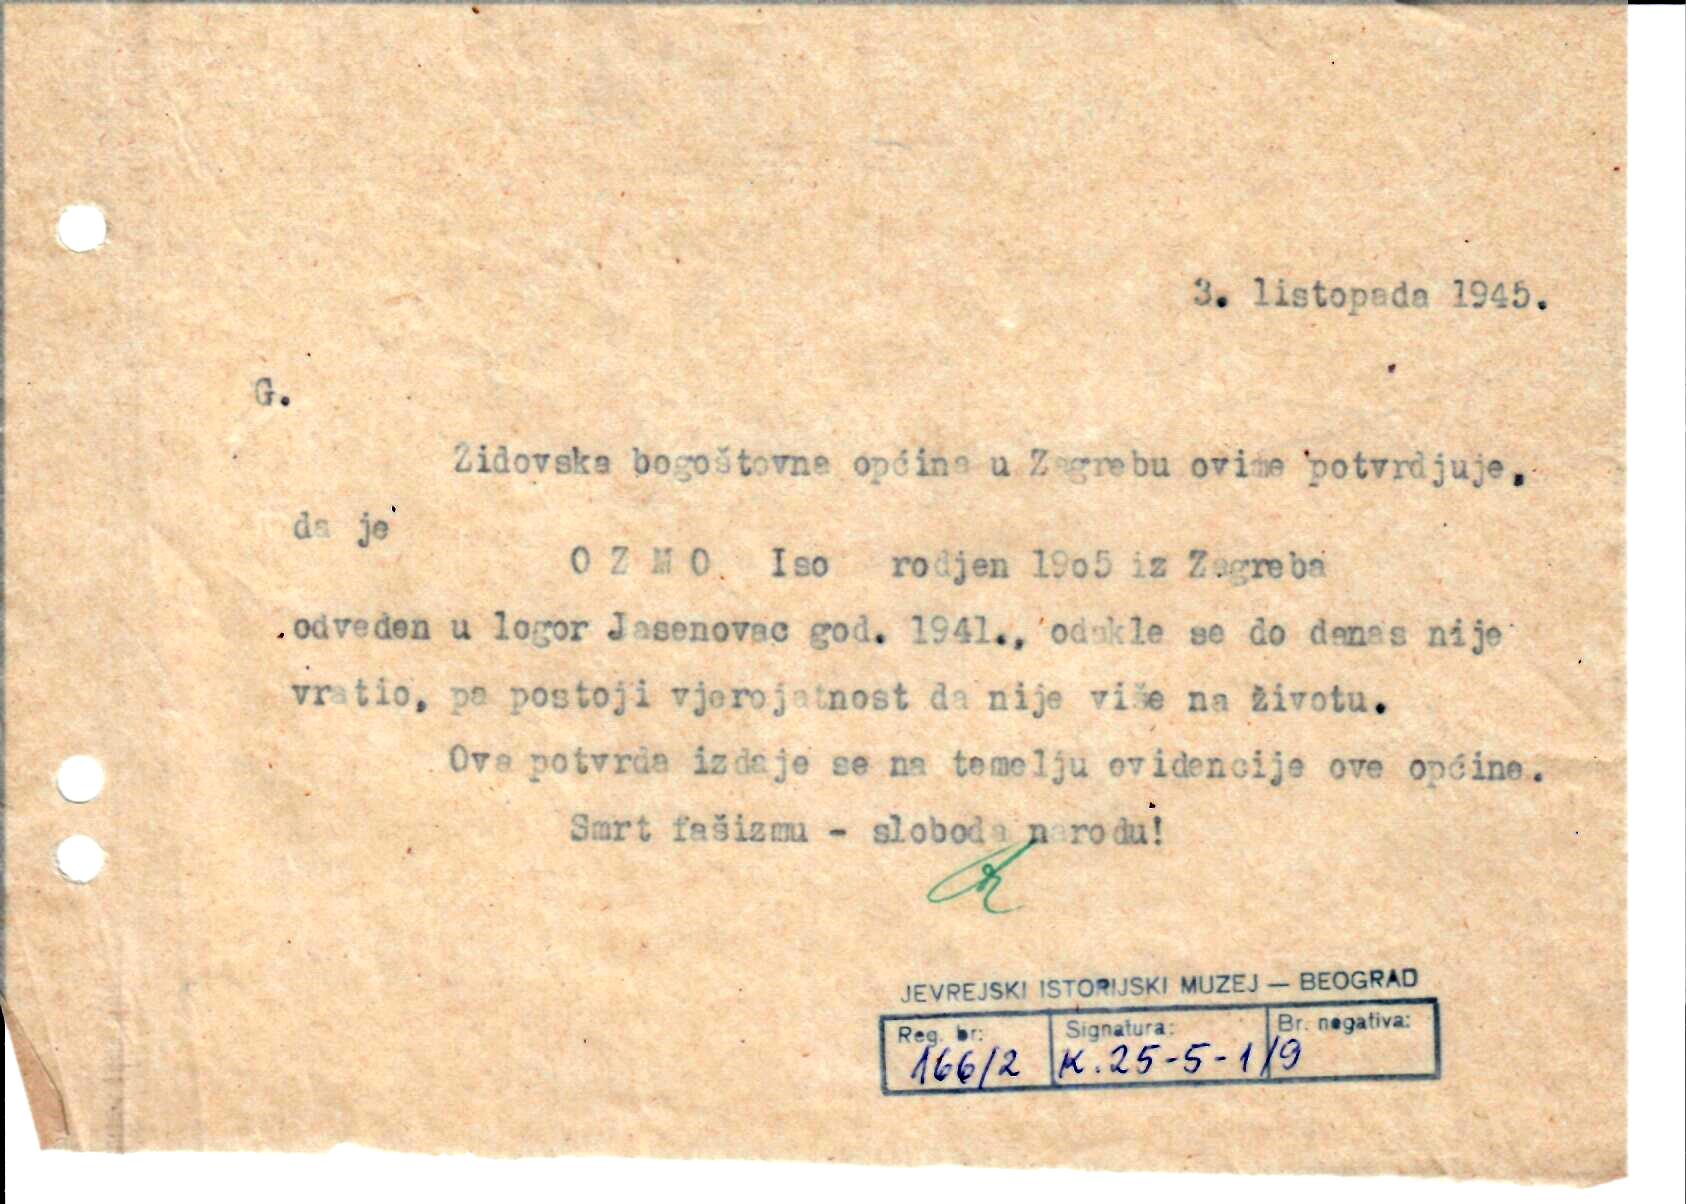 3. listopada 1945.
G.
Židovska bogoštovna općina u Zagrebu ovime potvrdjuje,
da je
O Z M O Iso rodjen 19o5 iz Zagreba
odveden u logor Jasenovac god. 1941., odakle se do danas nije
vratio, pa postoji vjerojatnost da nije više na životu.
Ova potvrda izdaje se na temelju evidencije ove općine.
Smrt fašizmu - sloboda narodu!
JEVREJSKI ISTORIJSKI MUZEJ — BEOGRAD
Reg. br: Signatura: Br. negativa:
166/2 K.25-5-1/9